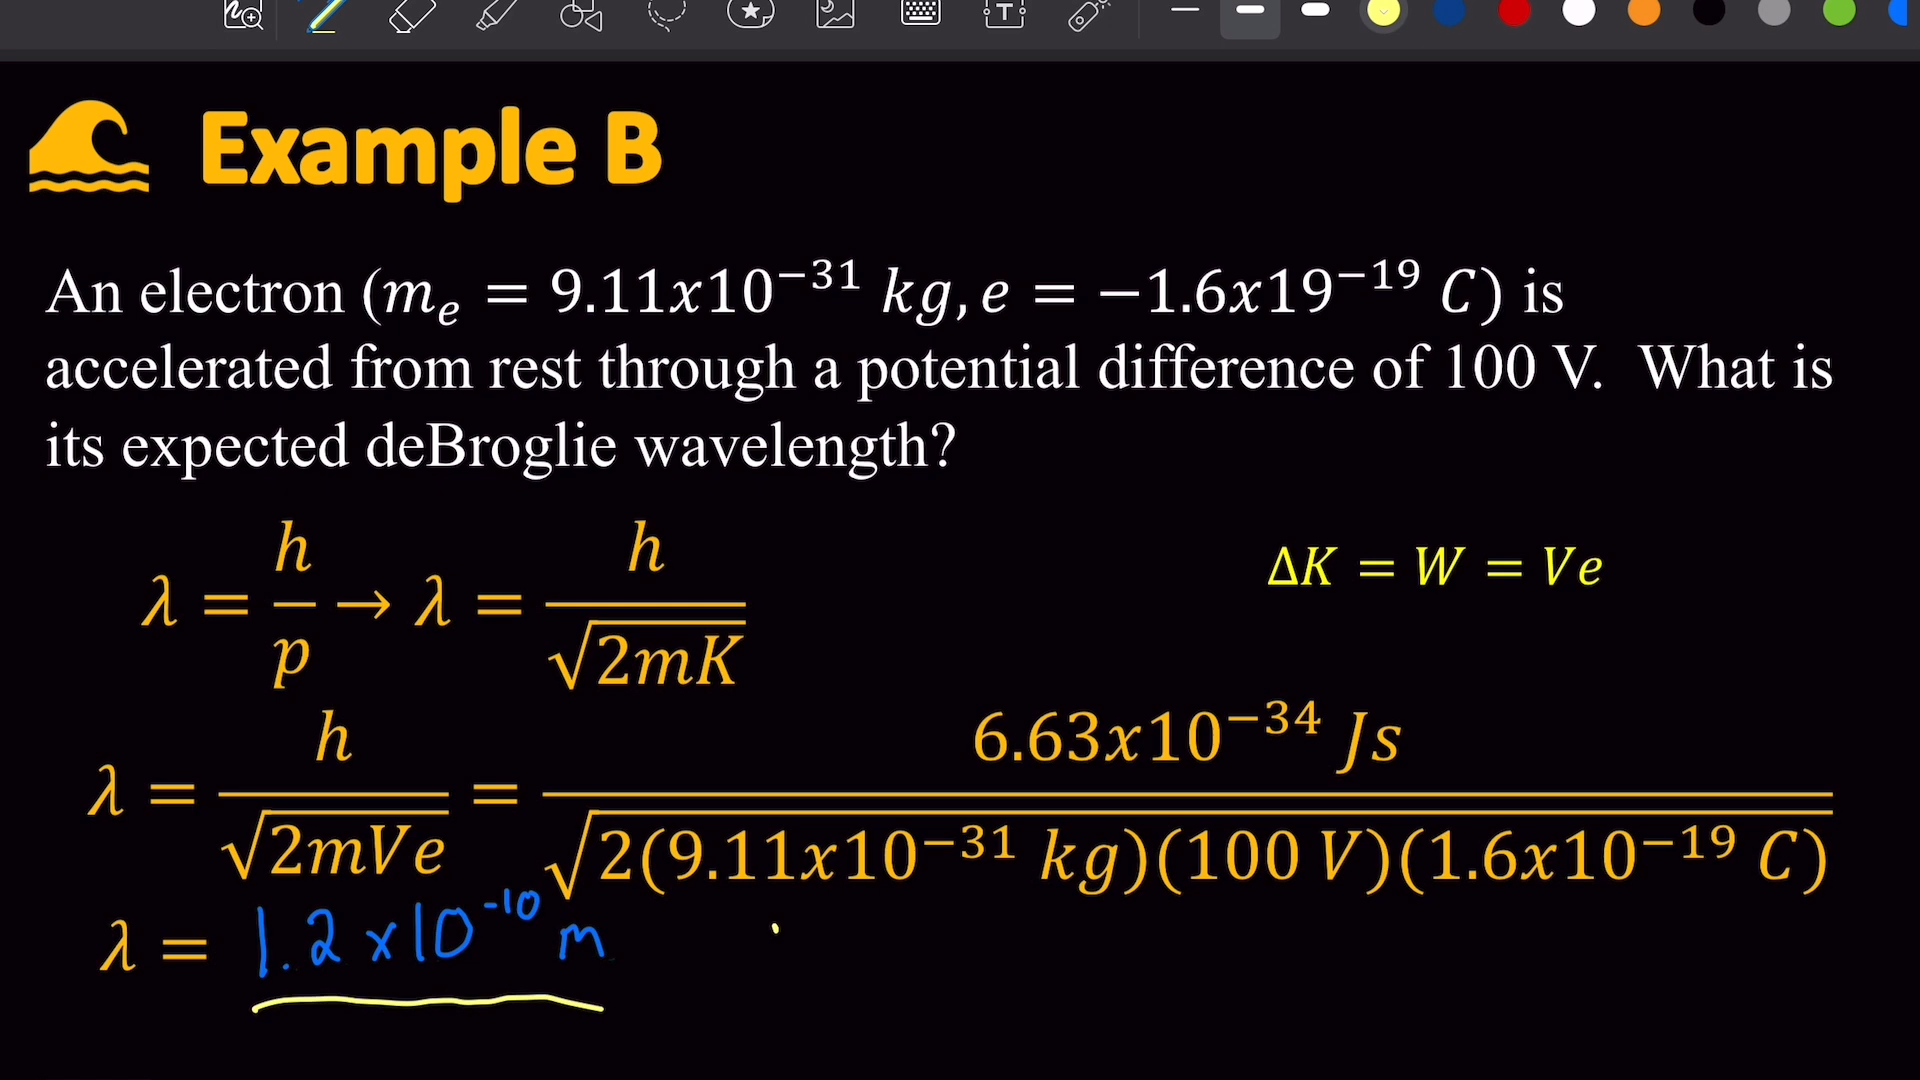 Example B
An electron (mₑ = 9.11x10⁻³¹ kg, e = −1.6x19⁻¹⁹ C) is
accelerated from rest through a potential difference of 100 V. What is
its expected deBroglie wavelength?
λ = h/p → λ = h/√(2mK)
ΔK = W = Ve
λ = h/√(2mVe) = 6.63x10⁻³⁴ Js/√(2(9.11x10⁻³¹ kg)(100 V)(1.6x10⁻¹⁹ C))
λ = 1.2 x10⁻¹⁰ m